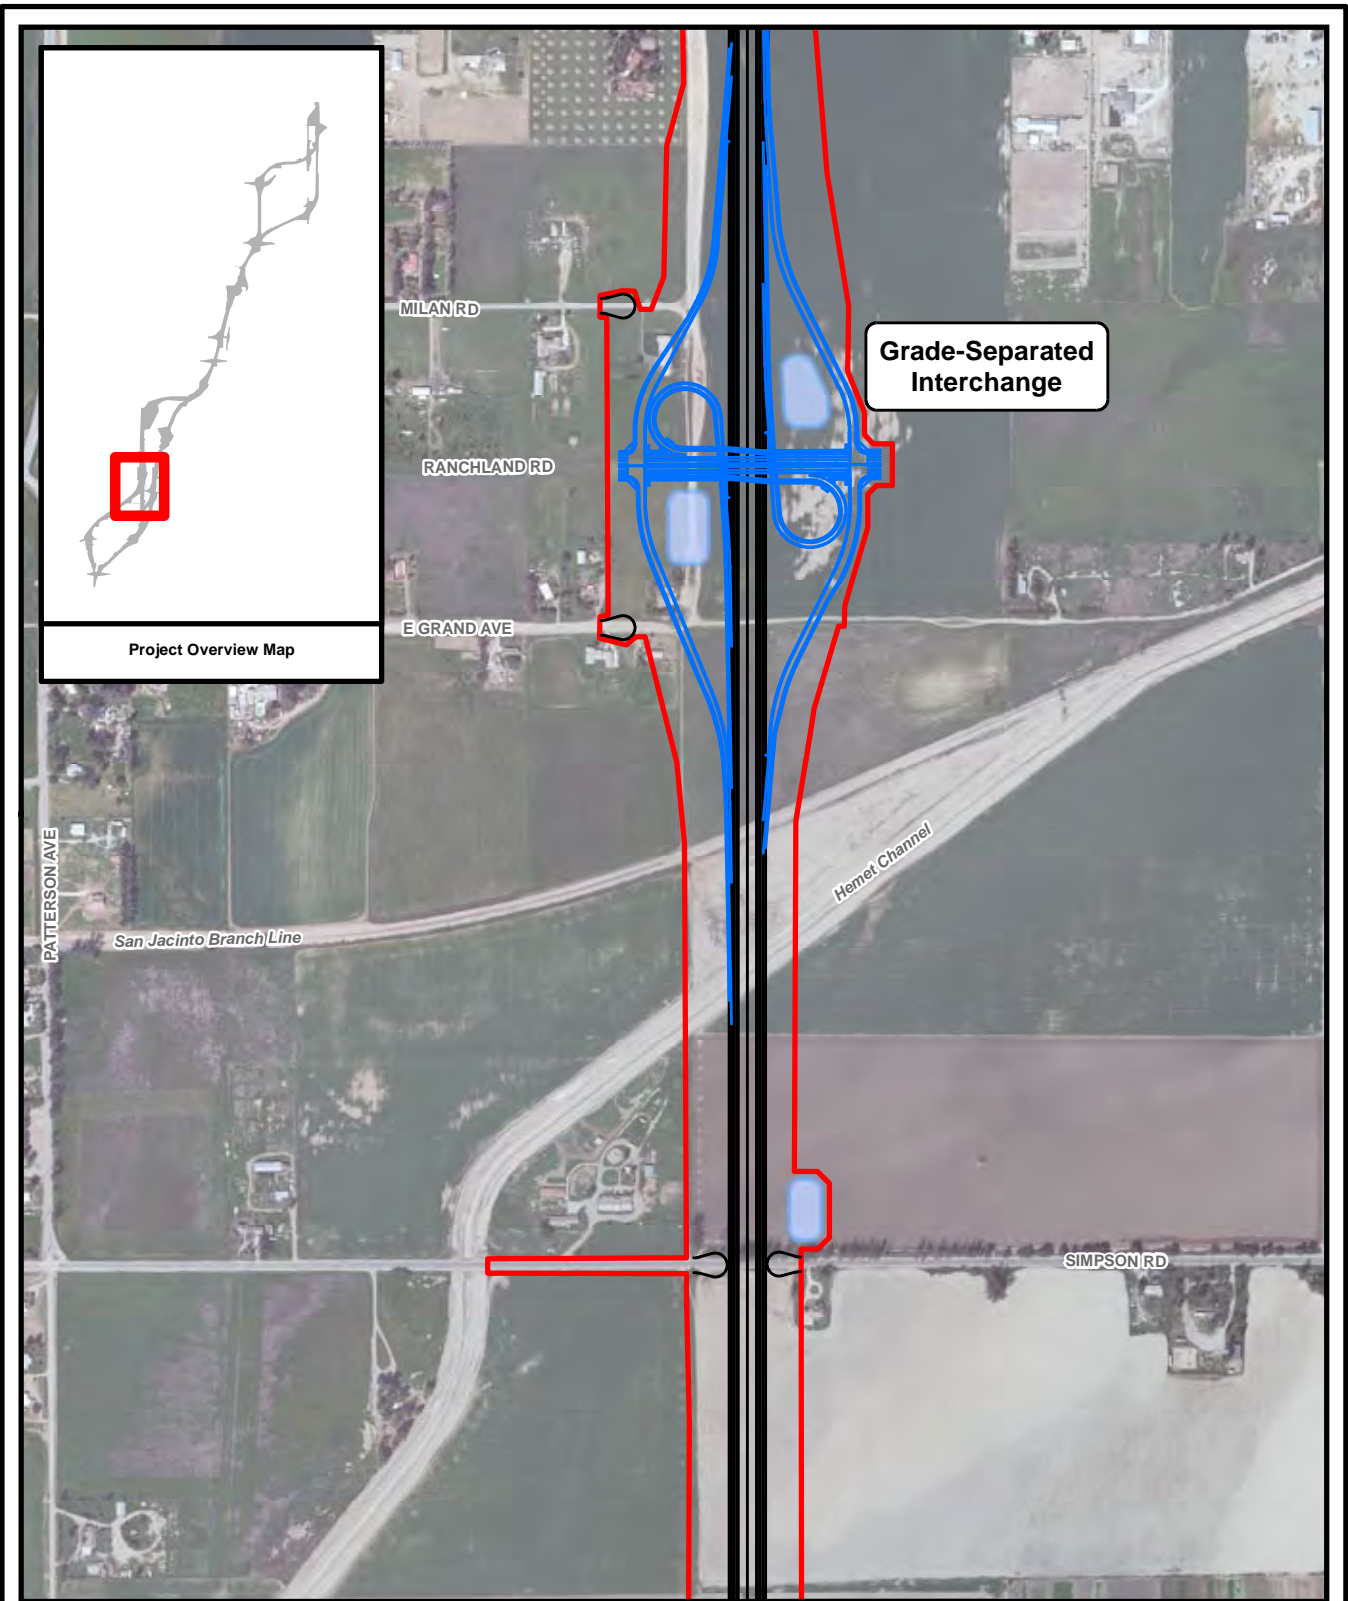 MILAN RD
Grade-Separated
Interchange
RANCHLAND RD
E GRAND AVE
Project Overview Map
PATTERSON AVE
Hemet Channel
San Jacinto Branch Line
SIMPSON RD